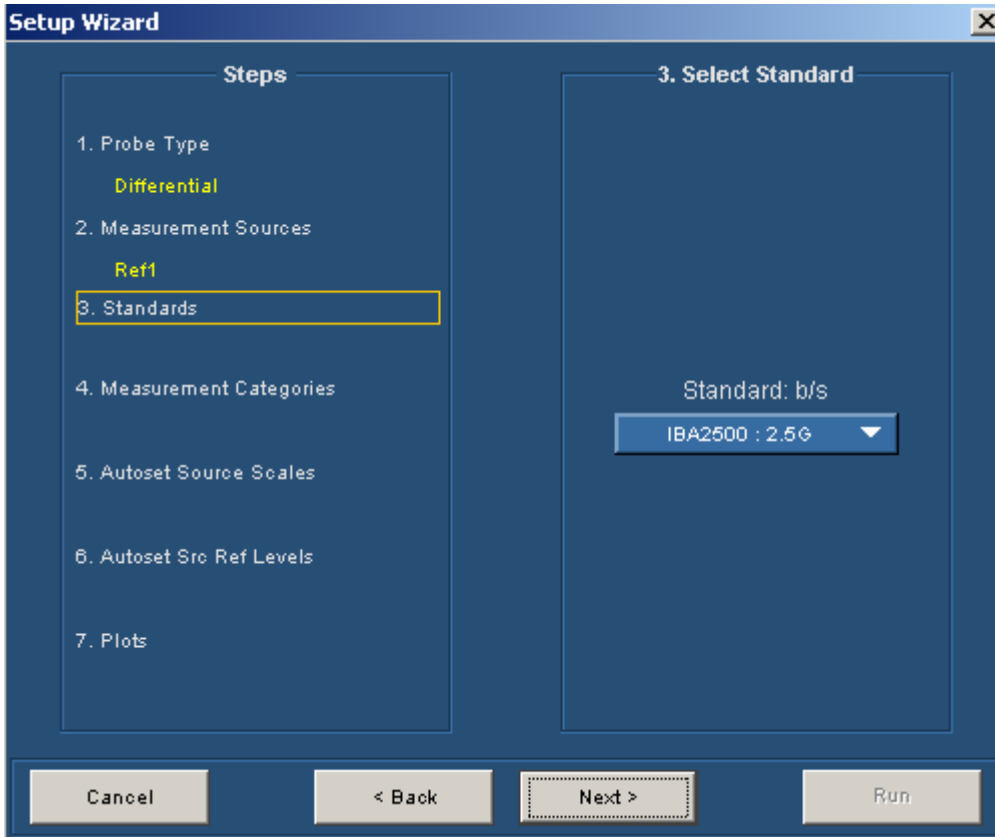 Setup Wizard
Steps
1. Probe Type
Differential
2. Measurement Sources
Ref1
3. Standards
4. Measurement Categories
5. Autoset Source Scales
6. Autoset Src Ref Levels
7. Plots
3. Select Standard
Standard: b/s
IBA2500 : 2.5G
Cancel
< Back
Next >
Run